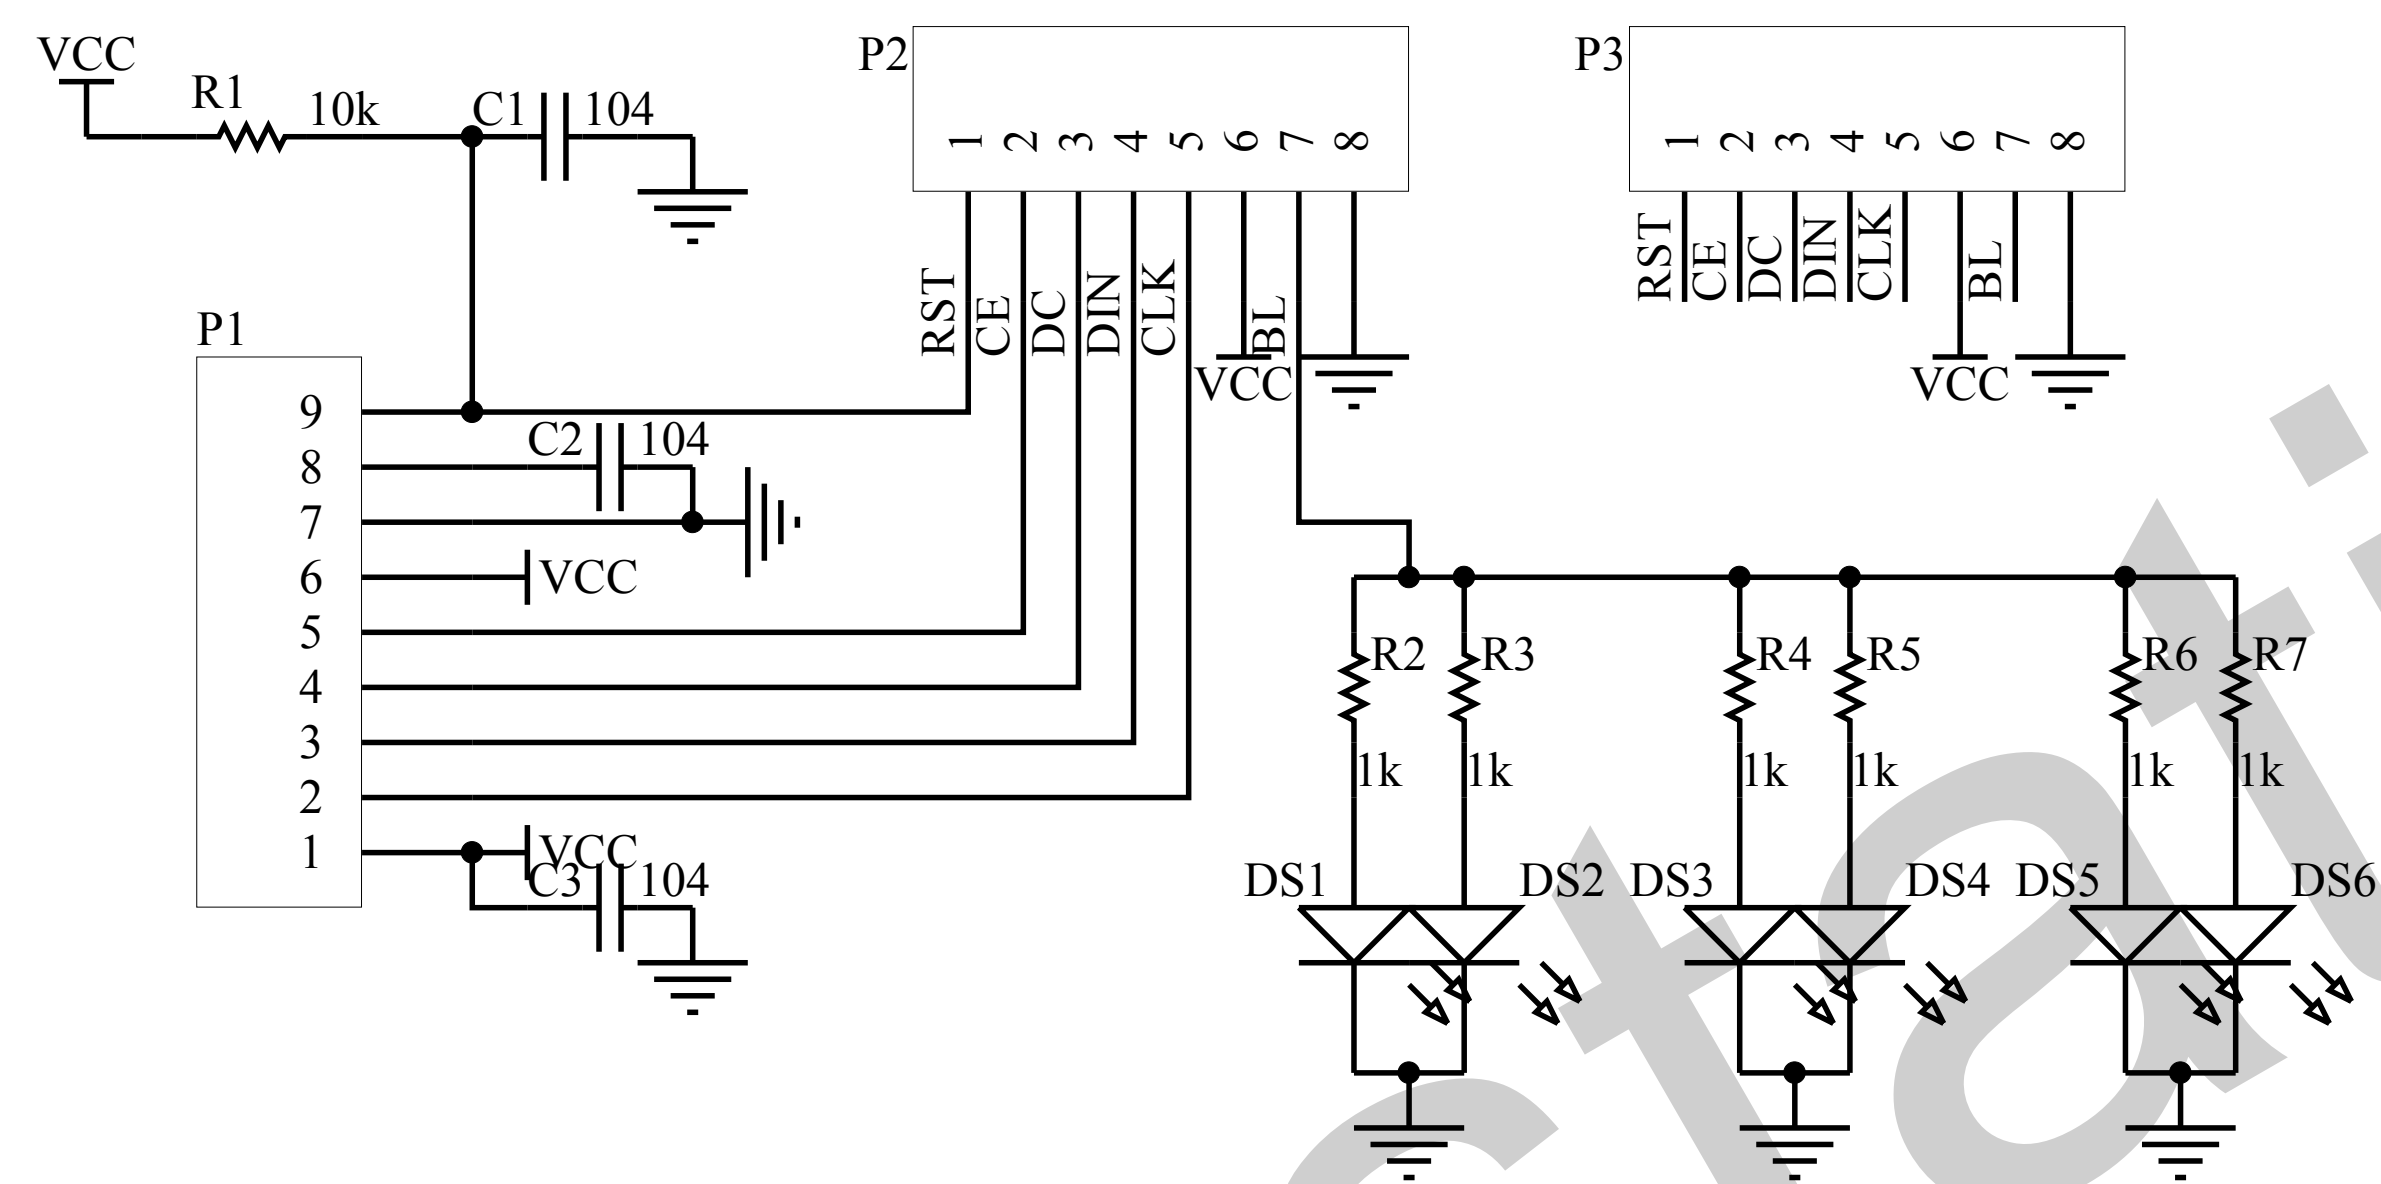 VCC
R1
10k
C1
104
P2
1 2 3 4 5 6 7 8
RST
CE
DC
DIN
CLK
VCC
BL
P3
1 2 3 4 5 6 7 8
RST
CE
DC
DIN
CLK
VCC
BL
P1
9
8
7
6
5
4
3
2
1
C2
104
VCC
VCC
C3
104
R2
R3
R4
R5
R6
R7
1k
1k
1k
1k
1k
1k
DS1
DS2
DS3
DS4
DS5
DS6